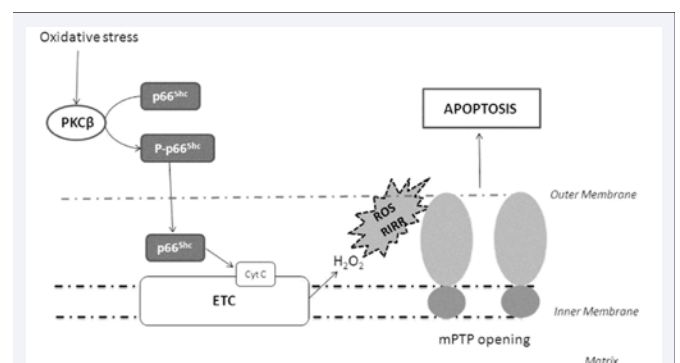 Oxidative stress
p66Shc
PKCβ
APOPTOSIS
P-p66Shc
Outer Membrane
ROS
RIRR
p66Shc
Cyt C
H₂O₂
ETC
Inner Membrane
mPTP opening
Matrix